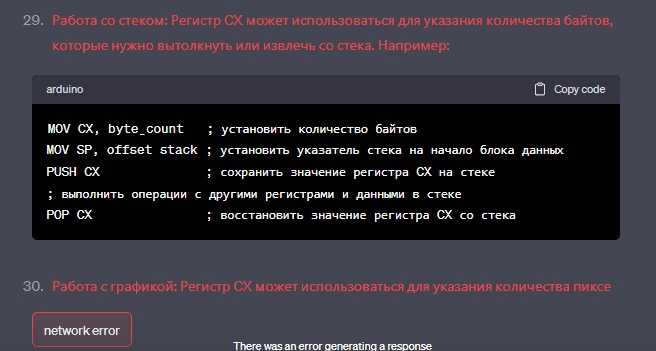 29. Работа со стеком: Регистр CX может использоваться для указания количества байтов,
которые нужно вытолкнуть или извлечь со стека. Например:
arduino Copy code
MOV CX, byte_count ; установить количество байтов
MOV SP, offset stack ; установить указатель стека на начало блока данных
PUSH CX ; сохранить значение регистра CX на стеке
; выполнить операции с другими регистрами и данными в стеке
POP CX ; восстановить значение регистра CX со стека
30. Работа с графикой: Регистр CX может использоваться для указания количества пиксе
network error
There was an error generating a response